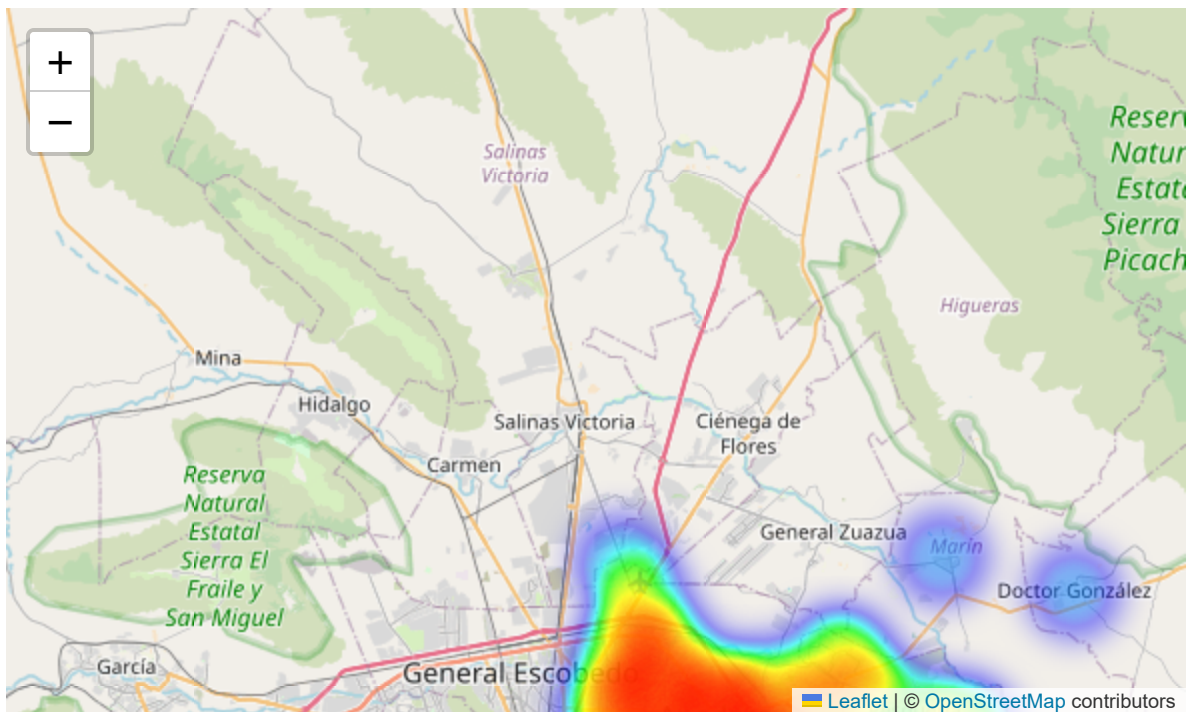 +
−
Salinas
Victoria
Reserv
Natur
Estata
Sierra
Picach
Higueras
Mina
Hidalgo
Salinas Victoria
Ciénega de
Flores
Carmen
Reserva
Natural
Estatal
Sierra El
Fraile y
San Miguel
General Zuazua
Marín
Doctor González
García
General Escobedo
Leaflet | © OpenStreetMap contributors